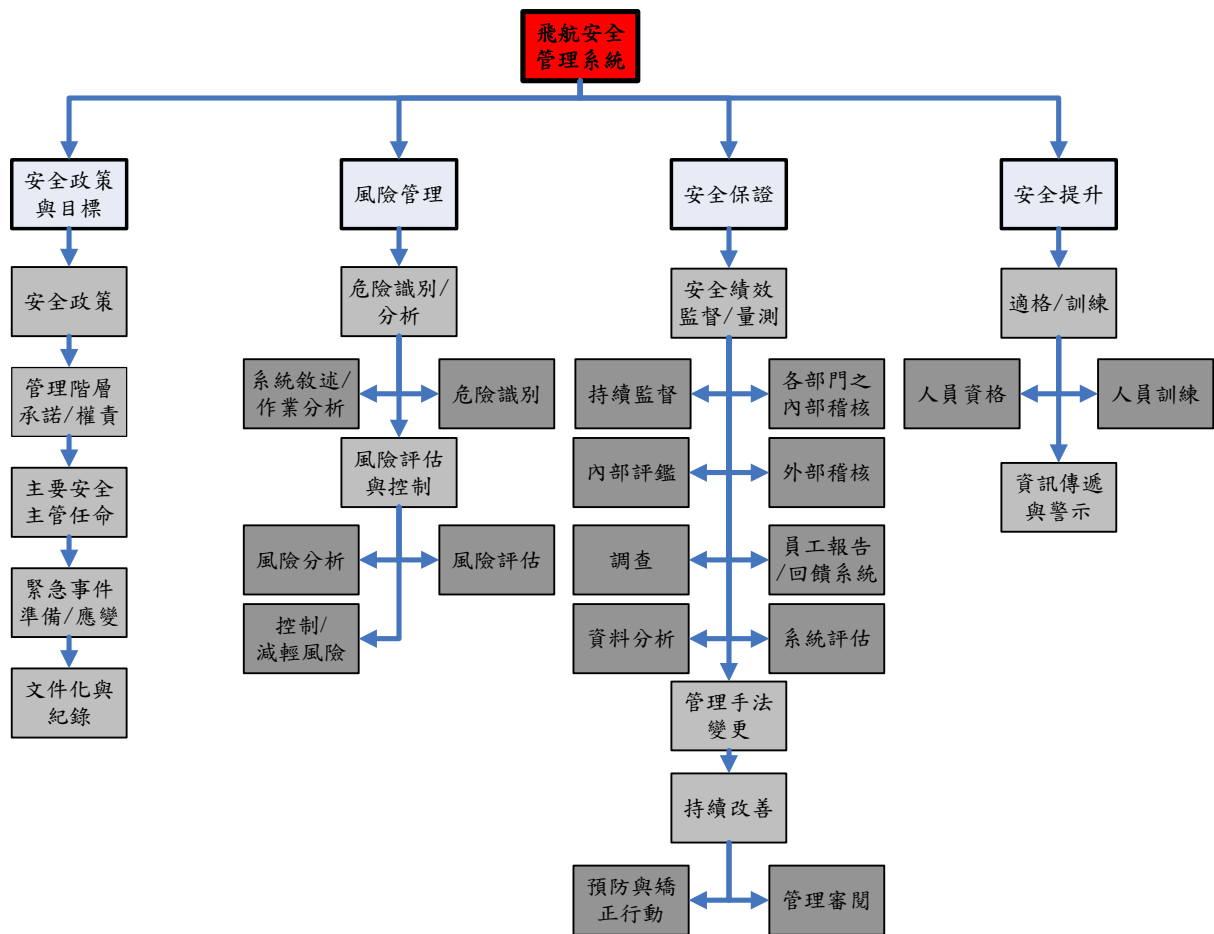 飛航安全
管理系統
安全政策
與目標
風險管理
安全保證
安全提升
安全政策
危險識別/
分析
安全績效
監督/量測
適格/訓練
管理階層
承諾/權責
系統敘述/
作業分析
危險識別
持續監督
各部門之
內部稽核
人員資格
人員訓練
主要安全
主管任命
風險評估
與控制
內部評鑑
外部稽核
資訊傳遞
與警示
緊急事件
準備/應變
風險分析
風險評估
調查
員工報告
/回饋系統
文件化與
紀錄
控制/
減輕風險
資料分析
系統評估
管理手法
變更
持續改善
預防與矯
正行動
管理審閱